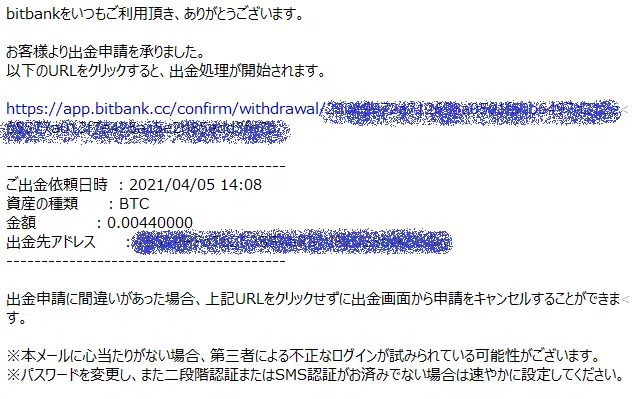 bitbankをいつもご利用頂き、ありがとうございます。
お客様より出金申請を承りました。
以下のURLをクリックすると、出金処理が開始されます。
https://app.bitbank.cc/confirm/withdrawal/
----------------------------------------
ご出金依頼日時 : 2021/04/05 14:08
資産の種類 : BTC
金額 : 0.00440000
出金先アドレス :
----------------------------------------
出金申請に間違いがあった場合、上記URLをクリックせずに出金画面から申請をキャンセルすることができま
す。
※本メールに心当たりがない場合、第三者による不正なログインが試みられている可能性がございます。
※パスワードを変更し、また二段階認証またはSMS認証がお済みでない場合は速やかに設定してください。